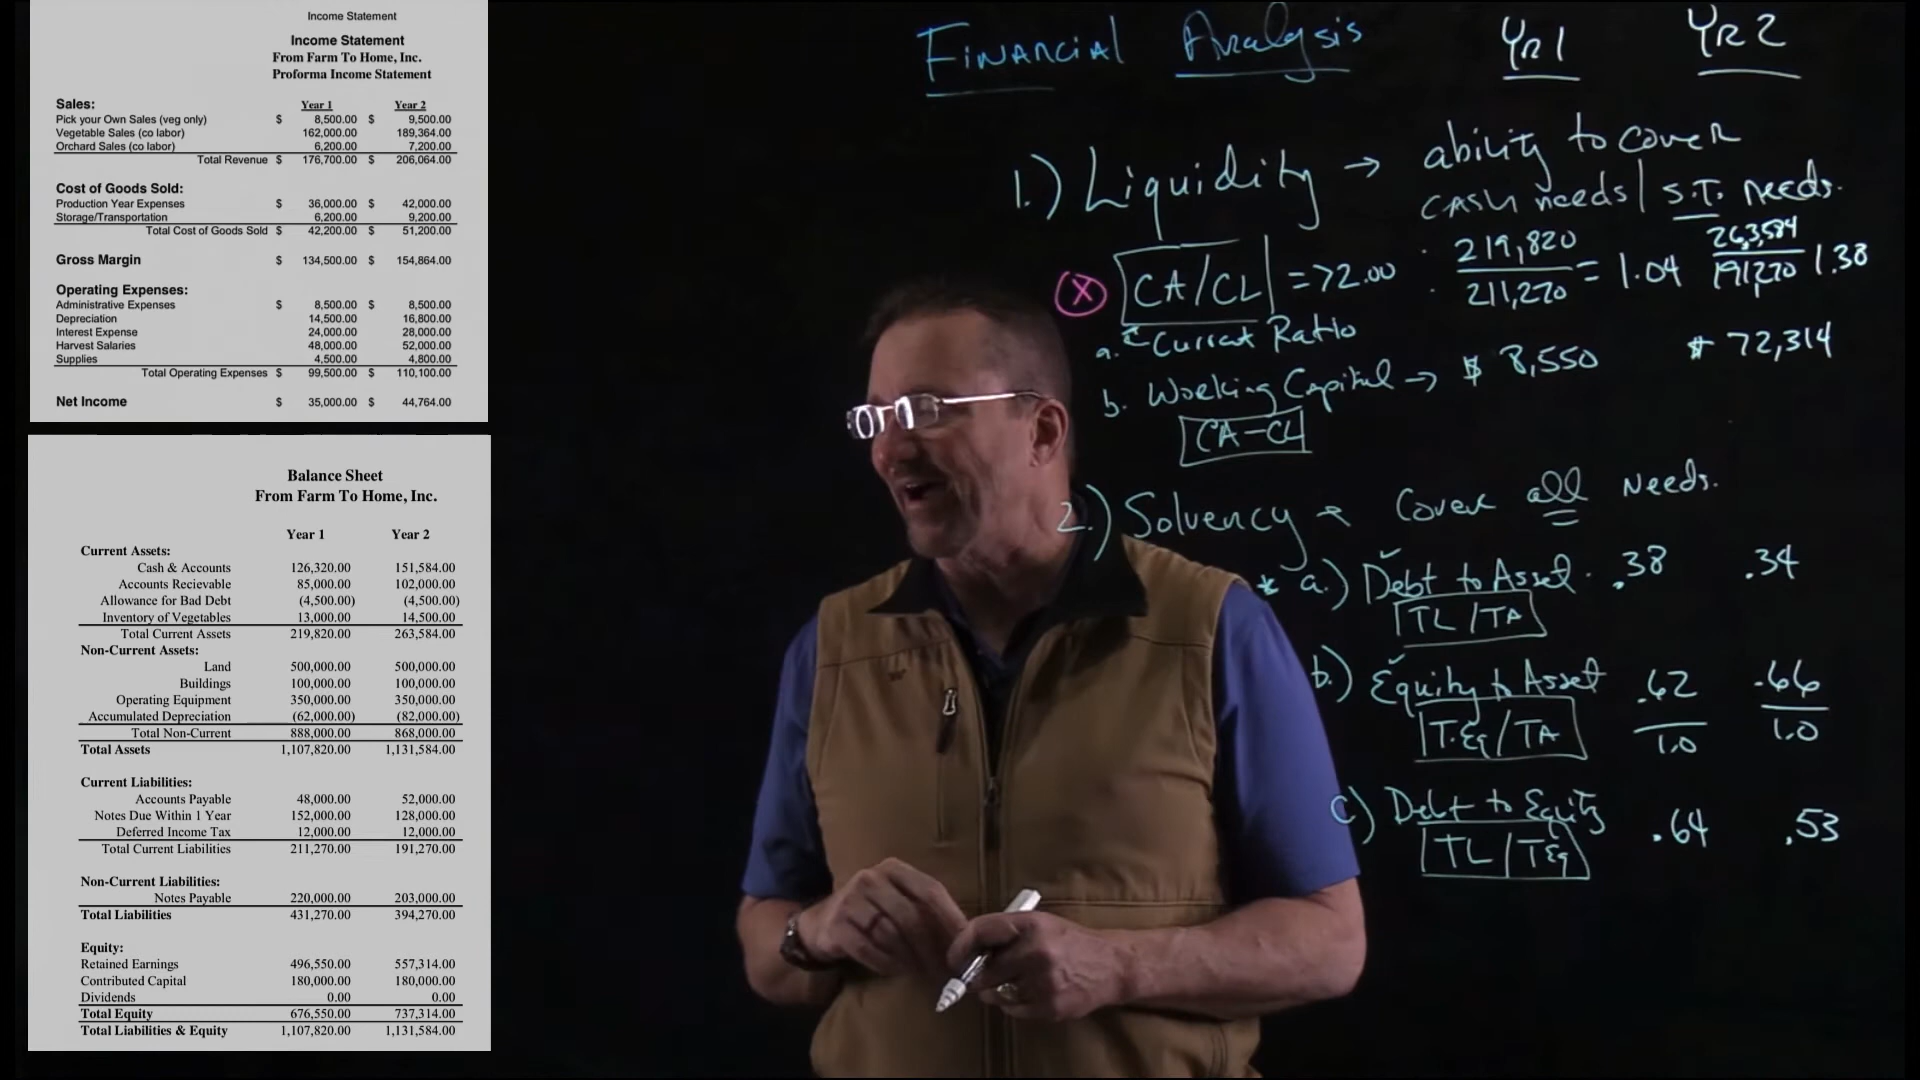 Income Statement
Income Statement
From Farm To Home, Inc.
Proforma Income Statement
Sales: Year 1 Year 2
Pick your Own Sales (veg only) $ 8,500.00 $ 9,500.00
Vegetable Sales (co labor) 162,000.00 189,364.00
Orchard Sales (co labor) 6,200.00 7,200.00
Total Revenue $ 176,700.00 $ 206,064.00
Cost of Goods Sold:
Production Year Expenses $ 36,000.00 $ 42,000.00
Storage/Transportation 6,200.00 9,200.00
Total Cost of Goods Sold $ 42,200.00 $ 51,200.00
Gross Margin $ 134,500.00 $ 154,864.00
Operating Expenses:
Administrative Expenses $ 8,500.00 $ 8,500.00
Depreciation 14,500.00 16,800.00
Interest Expense 24,000.00 28,000.00
Harvest Salaries 48,000.00 52,000.00
Supplies 4,500.00 4,800.00
Total Operating Expenses $ 99,500.00 $ 110,100.00
Net Income $ 35,000.00 $ 44,764.00
Balance Sheet
From Farm To Home, Inc.
Year 1 Year 2
Current Assets:
Cash & Accounts 126,320.00 151,584.00
Accounts Recievable 85,000.00 102,000.00
Allowance for Bad Debt (4,500.00) (4,500.00)
Inventory of Vegetables 13,000.00 14,500.00
Total Current Assets 219,820.00 263,584.00
Non-Current Assets:
Land 500,000.00 500,000.00
Buildings 100,000.00 100,000.00
Operating Equipment 350,000.00 350,000.00
Accumulated Depreciation (62,000.00) (82,000.00)
Total Non-Current 888,000.00 868,000.00
Total Assets 1,107,820.00 1,131,584.00
Current Liabilities:
Accounts Payable 48,000.00 52,000.00
Notes Due Within 1 Year 152,000.00 128,000.00
Deferred Income Tax 12,000.00 12,000.00
Total Current Liabilities 211,270.00 191,270.00
Non-Current Liabilities:
Notes Payable 220,000.00 203,000.00
Total Liabilities 431,270.00 394,270.00
Equity:
Retained Earnings 496,550.00 557,314.00
Contributed Capital 180,000.00 180,000.00
Dividends 0.00 0.00
Total Equity 676,550.00 737,314.00
Total Liabilities & Equity 1,107,820.00 1,131,584.00
Financial Analysis Yr 1 Yr 2
1.) Liquidity → ability to cover
cash needs / S.T. needs.
X CA/CL = 72.00 219,820 / 211,270 = 1.04 263,584 / 191,270 1.38
a. Current Ratio
b. Working Capital → $ 8,550 $ 72,314
CA-CL
2.) Solvency Cover all needs.
* a.) Debt to Asset .38 .34
TL/TA
b.) Equity to Asset .62 .66
T.Eq/TA 1.0 1.0
c) Debt to Equity .64 .53
TL/TEq